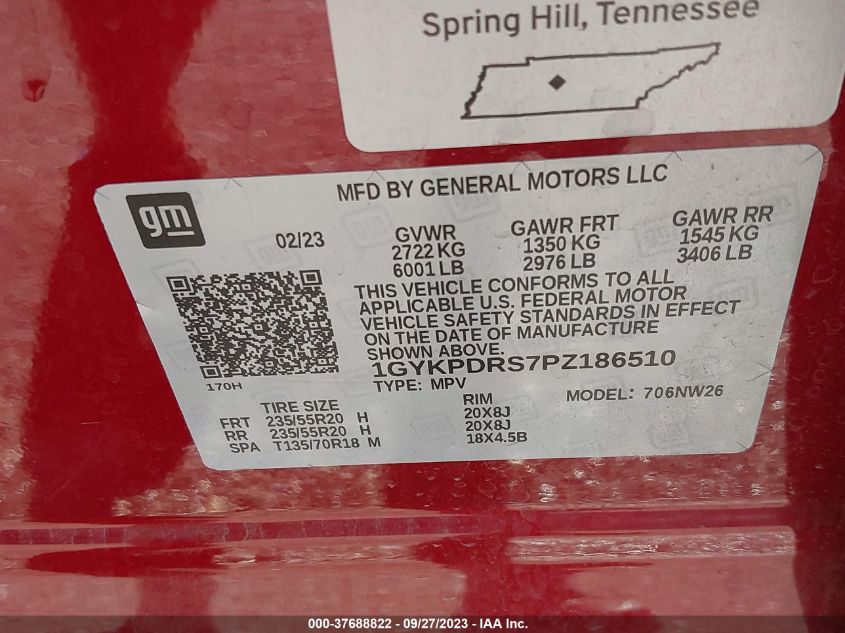 Spring Hill, Tennessee
gm
MFD BY GENERAL MOTORS LLC
02/23
GVWR
2722 KG
6001 LB
GAWR FRT
1350 KG
2976 LB
GAWR RR
1545 KG
3406 LB
THIS VEHICLE CONFORMS TO ALL
APPLICABLE U.S. FEDERAL MOTOR
VEHICLE SAFETY STANDARDS IN EFFECT
ON THE DATE OF MANUFACTURE
SHOWN ABOVE.
1GYKPDRS7PZ186510
170H
TYPE: MPV
MODEL: 706NW26
TIRE SIZE
RIM
FRT 235/55R20 H 20X8J
RR 235/55R20 H 20X8J
SPA T135/70R18 M 18X4.5B
000-37688822 - 09/27/2023 - IAA Inc.